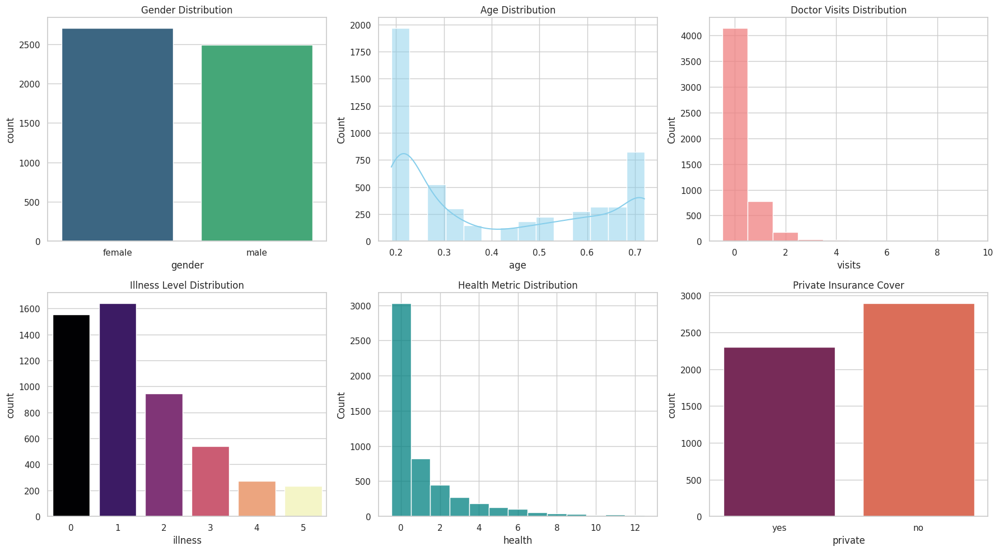 Gender Distribution
count
2500
2000
1500
1000
500
0
female male
gender
Age Distribution
Count
2000
1750
1500
1250
1000
750
500
250
0
0.2 0.3 0.4 0.5 0.6 0.7
age
Doctor Visits Distribution
Count
4000
3500
3000
2500
2000
1500
1000
500
0
0 2 4 6 8 10
visits
Illness Level Distribution
count
1600
1400
1200
1000
800
600
400
200
0
0 1 2 3 4 5
illness
Health Metric Distribution
Count
3000
2500
2000
1500
1000
500
0
0 2 4 6 8 10 12
health
Private Insurance Cover
count
3000
2500
2000
1500
1000
500
0
yes no
private